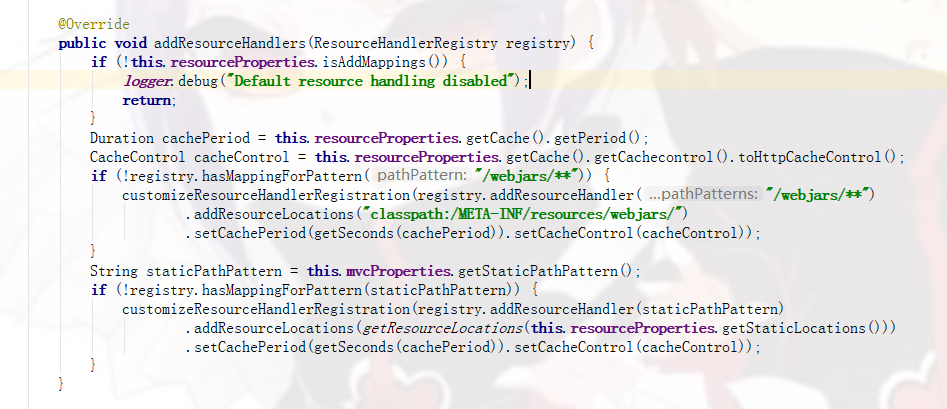 @Override
public void addResourceHandlers(ResourceHandlerRegistry registry) {
if (!this.resourceProperties.isAddMappings()) {
logger.debug("Default resource handling disabled");
return;
}
Duration cachePeriod = this.resourceProperties.getCache().getPeriod();
CacheControl cacheControl = this.resourceProperties.getCache().getCachecontrol().toHttpCacheControl();
if (!registry.hasMappingForPattern( pathPattern: "/webjars/**")) {
customizeResourceHandlerRegistration(registry.addResourceHandler( ...pathPatterns: "/webjars/**")
.addResourceLocations("classpath:/META-INF/resources/webjars/")
.setCachePeriod(getSeconds(cachePeriod)).setCacheControl(cacheControl));
}
String staticPathPattern = this.mvcProperties.getStaticPathPattern();
if (!registry.hasMappingForPattern(staticPathPattern)) {
customizeResourceHandlerRegistration(registry.addResourceHandler(staticPathPattern)
.addResourceLocations(getResourceLocations(this.resourceProperties.getStaticLocations()))
.setCachePeriod(getSeconds(cachePeriod)).setCacheControl(cacheControl));
}
}